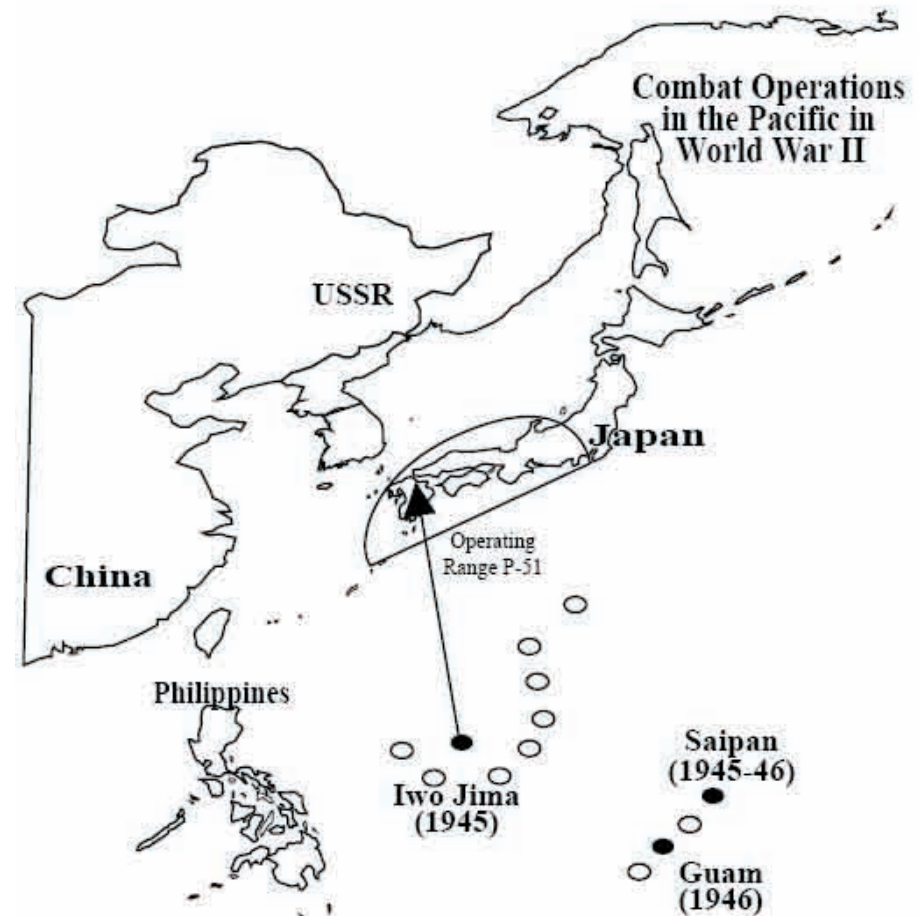 Combat Operations
in the Pacific in
World War II
USSR
Japan
Operating
Range P-51
China
Philippines
Saipan
(1945-46)
Iwo Jima
(1945)
Guam
(1946)